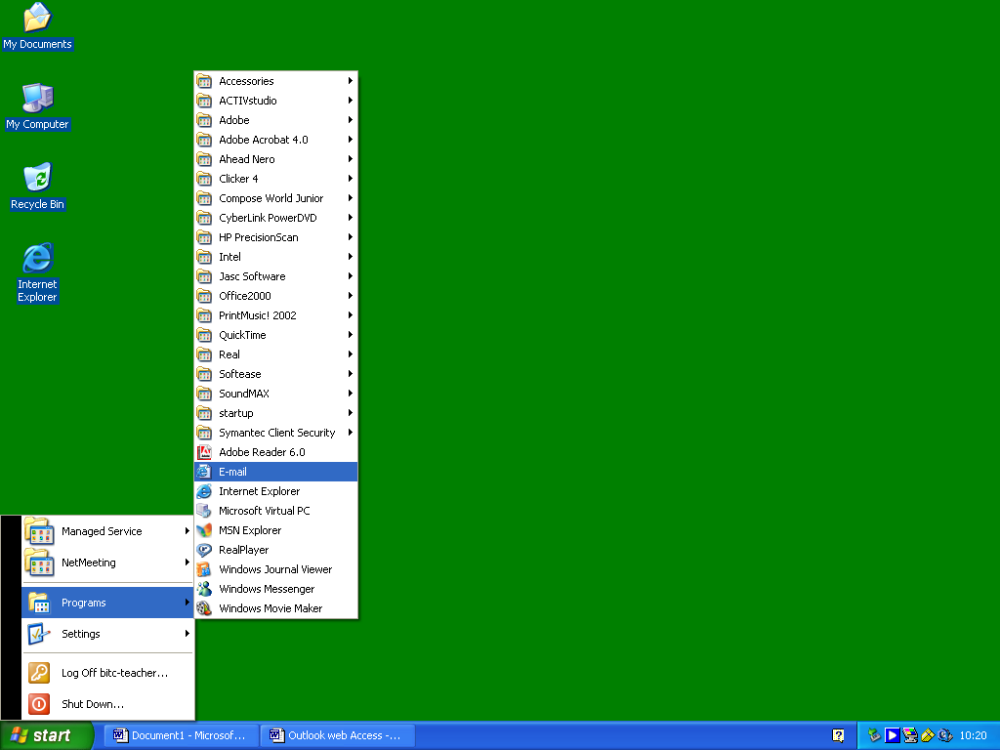 My Documents
My Computer
Recycle Bin
Internet
Explorer
Accessories
ACTIVstudio
Adobe
Adobe Acrobat 4.0
Ahead Nero
Clicker 4
Compose World Junior
CyberLink PowerDVD
HP PrecisionScan
Intel
Jasc Software
Office2000
PrintMusic! 2002
QuickTime
Real
Softease
SoundMAX
startup
Symantec Client Security
Adobe Reader 6.0
E-mail
Internet Explorer
Microsoft Virtual PC
MSN Explorer
RealPlayer
Windows Journal Viewer
Windows Messenger
Windows Movie Maker
Managed Service
NetMeeting
Programs
Settings
Log Off bitc-teacher...
Shut Down...
start
Document1 - Microsof...
Outlook web Access -...
10:20